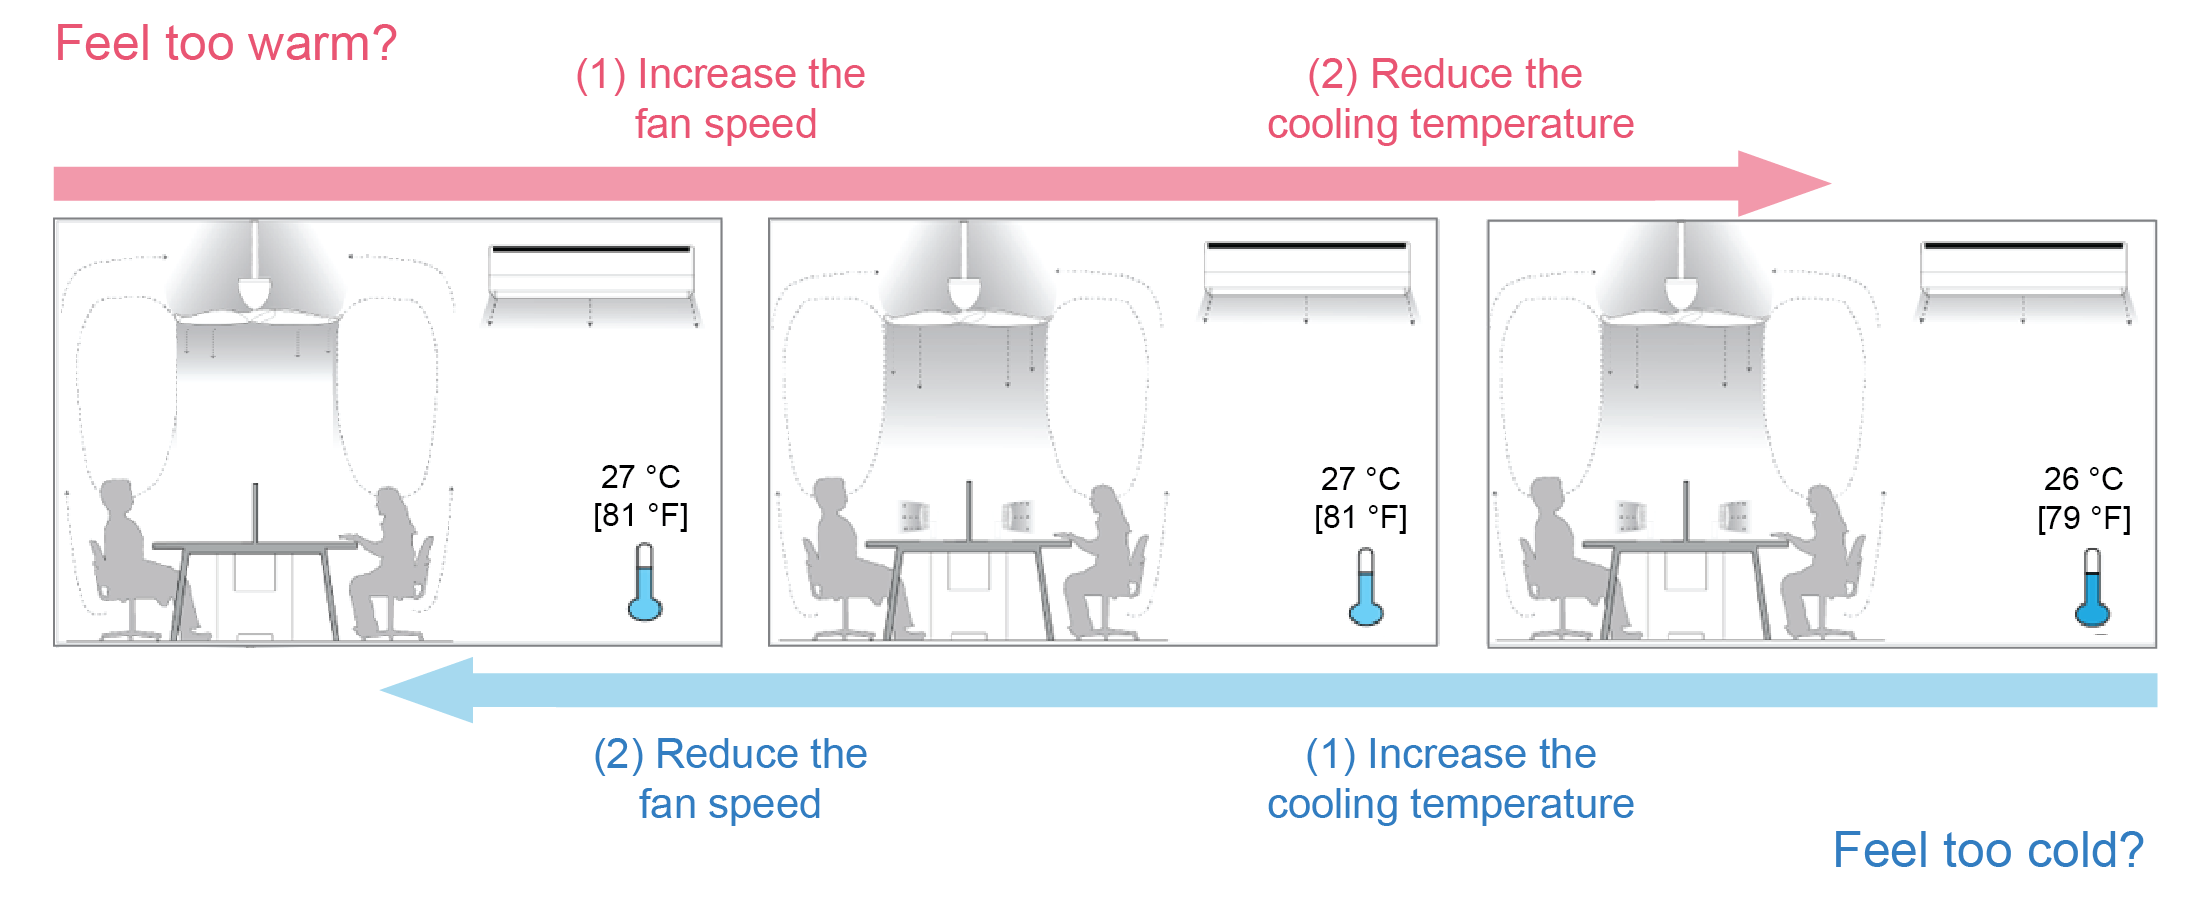 Feel too warm?
(1) Increase the
fan speed
(2) Reduce the
cooling temperature
27 °C
[81 °F]
27 °C
[81 °F]
26 °C
[79 °F]
(2) Reduce the
fan speed
(1) Increase the
cooling temperature
Feel too cold?